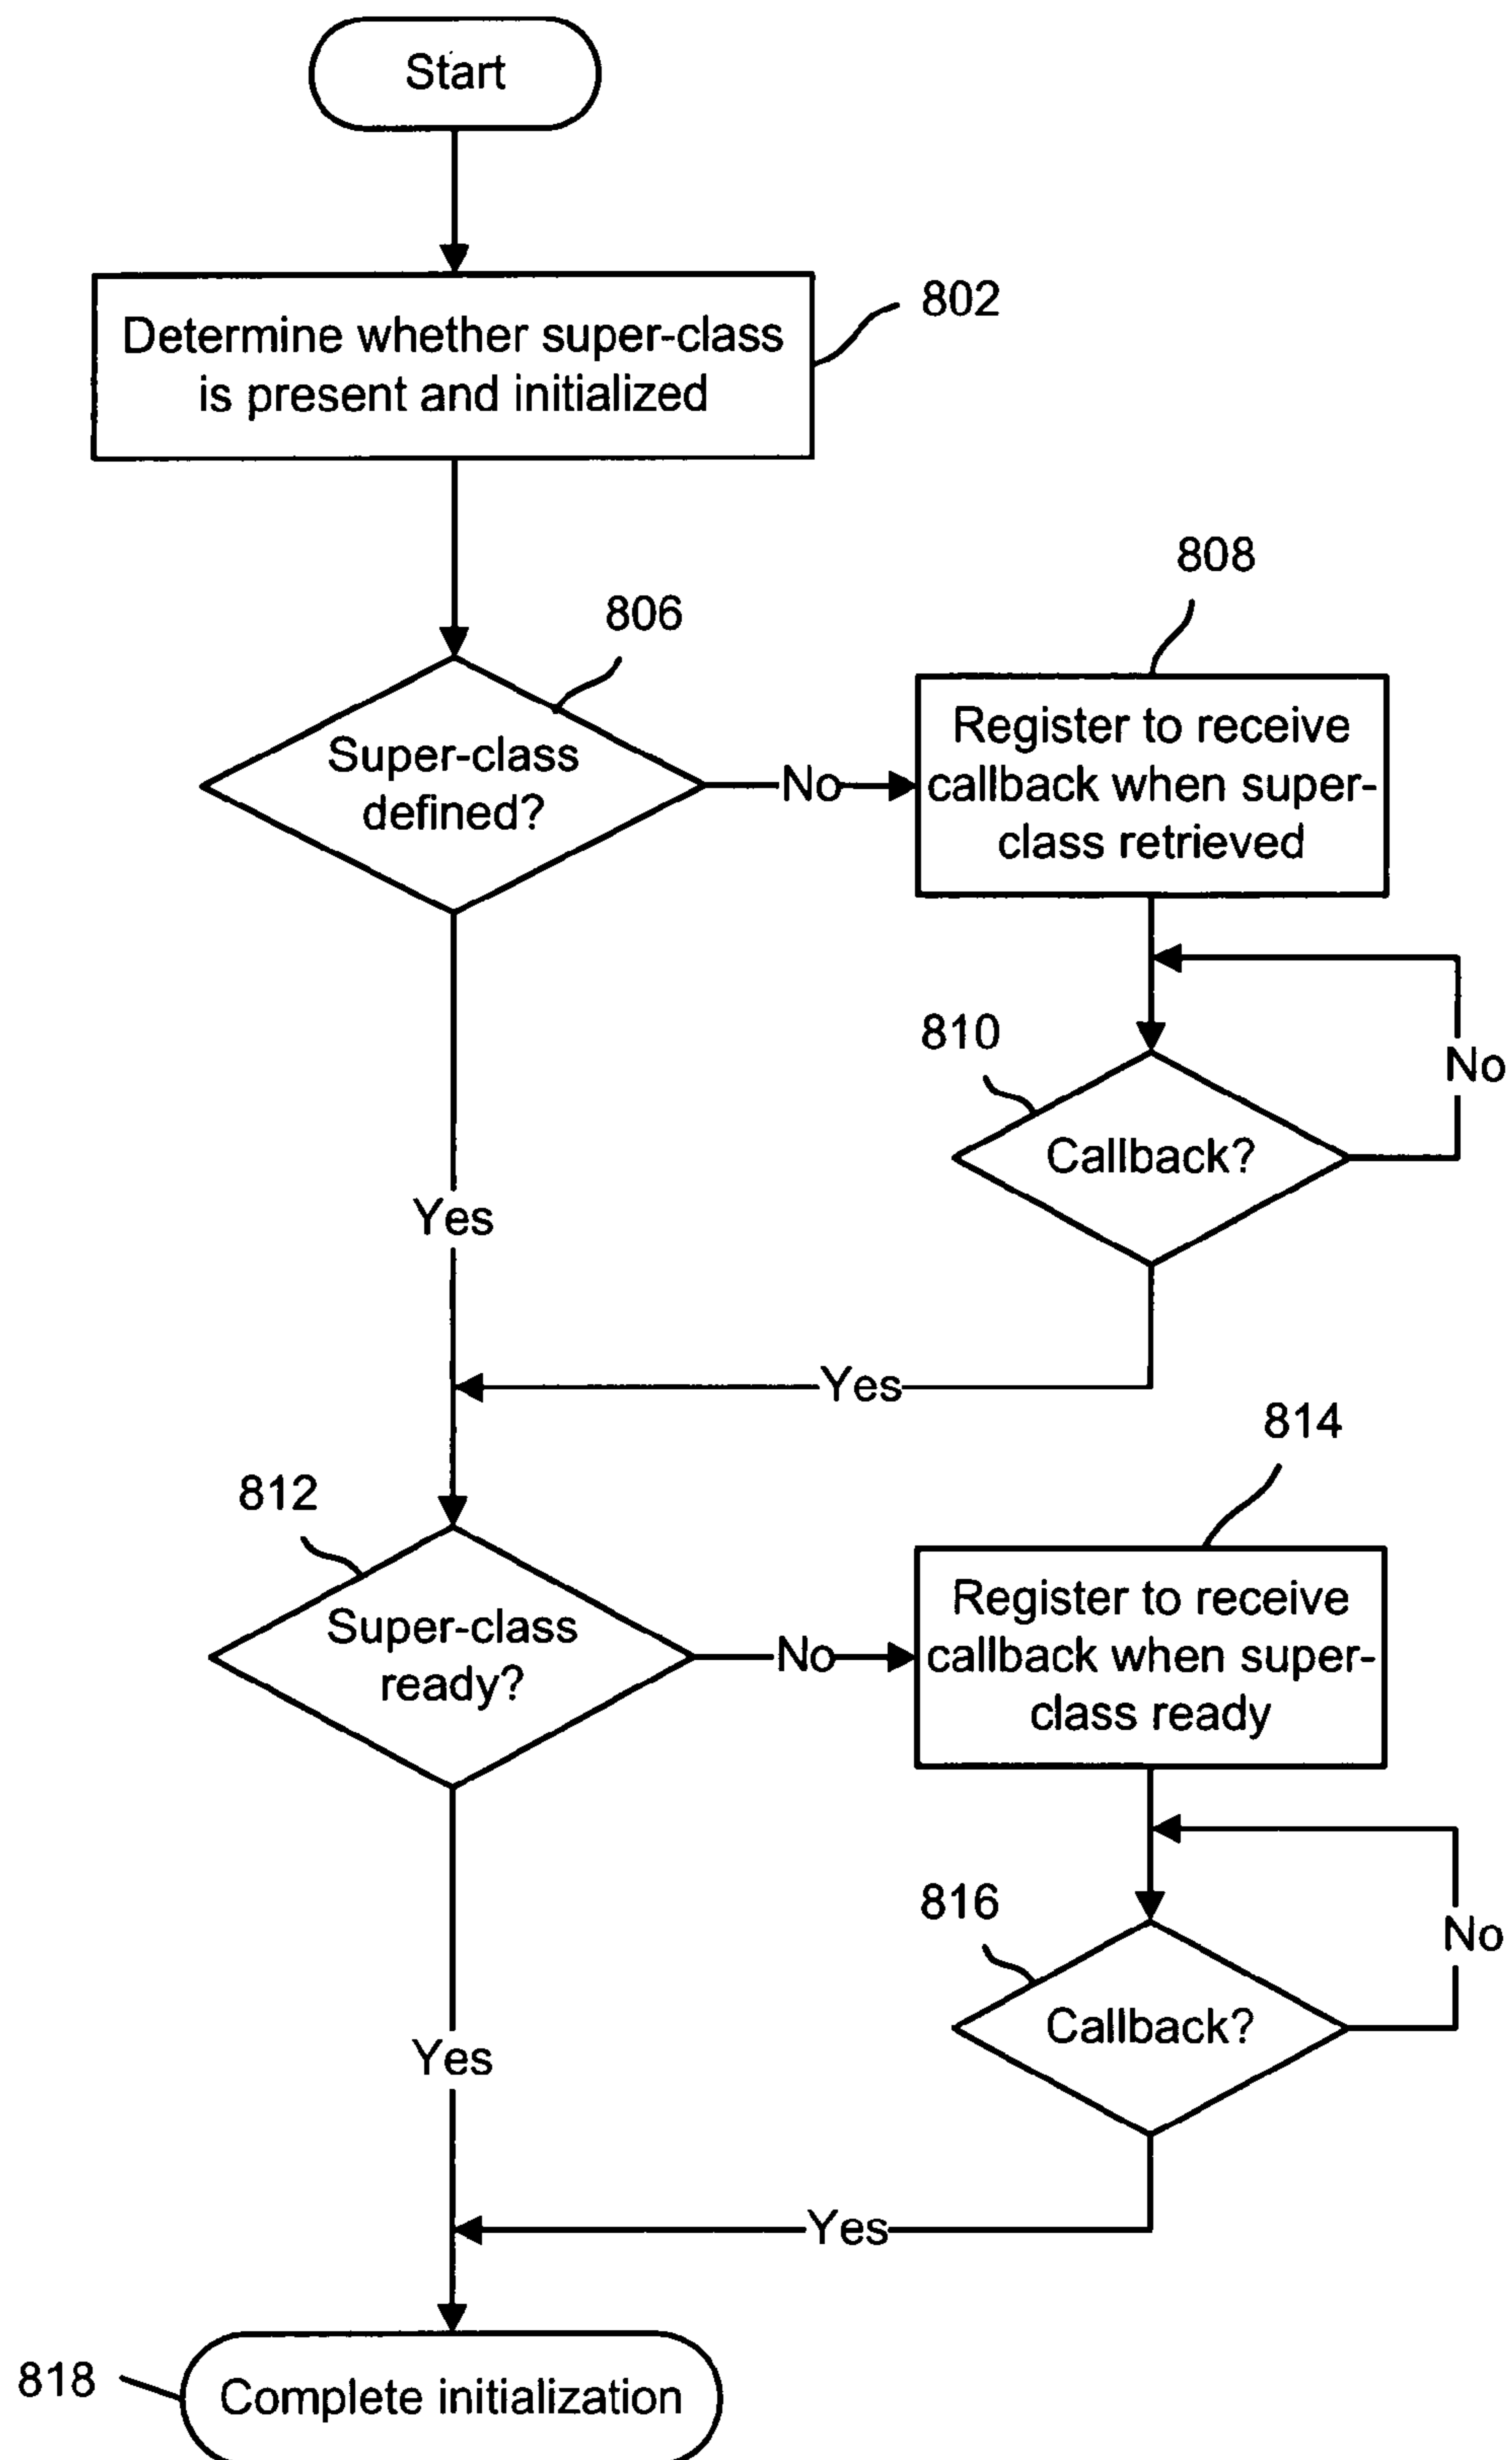 Start
Determine whether super-class
is present and initialized
802
806
Super-class
defined?
No
808
Register to receive
callback when super-
class retrieved
810
Callback?
No
Yes
Yes
812
Super-class
ready?
No
814
Register to receive
callback when super-
class ready
816
Callback?
No
Yes
Yes
818
Complete initialization